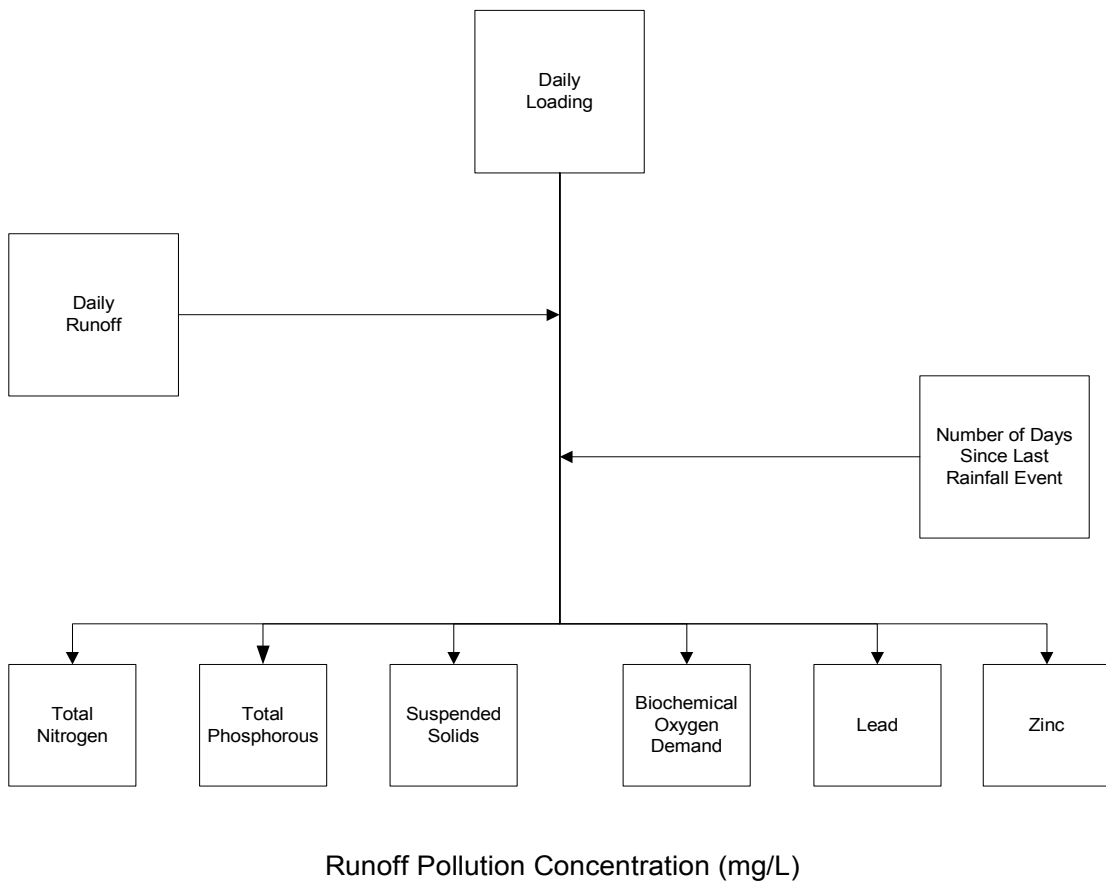 Daily
Loading
Daily
Runoff
Number of Days
Since Last
Rainfall Event
Total
Nitrogen
Total
Phosphorous
Suspended
Solids
Biochemical
Oxygen
Demand
Lead
Zinc
Runoff Pollution Concentration (mg/L)